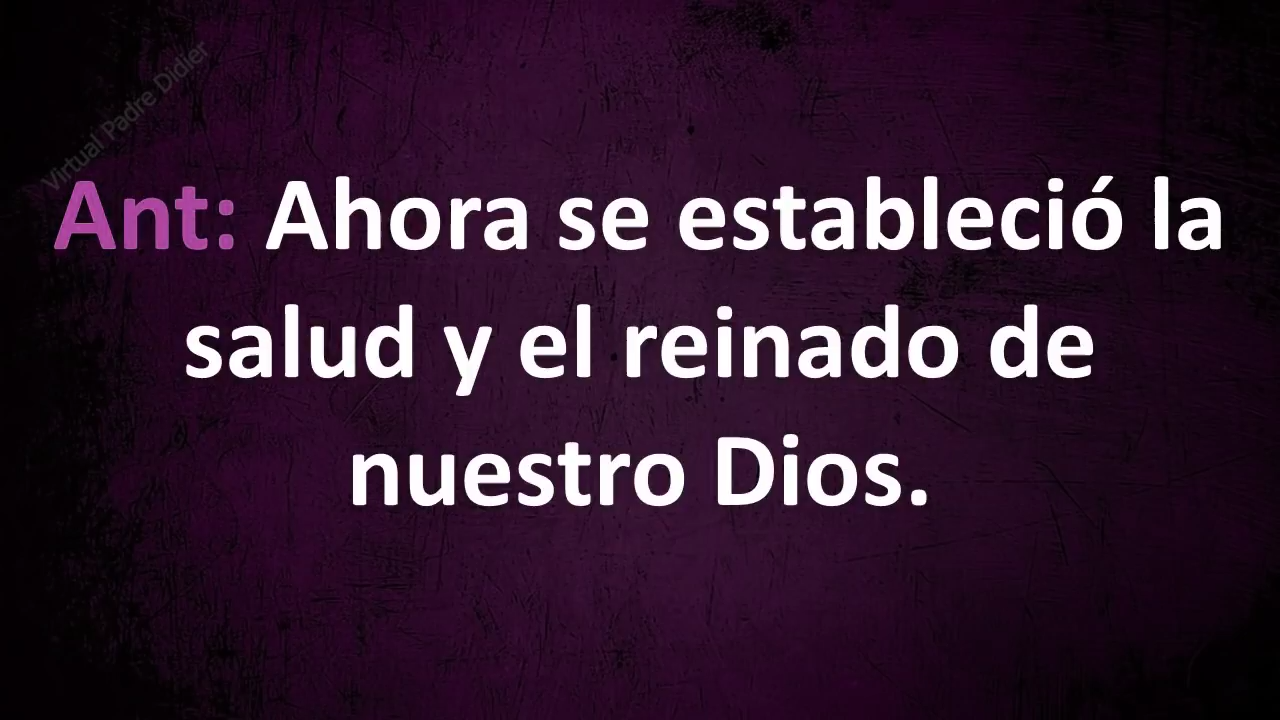 Virtual Padre Didier
Ant: Ahora se estableció la
salud y el reinado de
nuestro Dios.